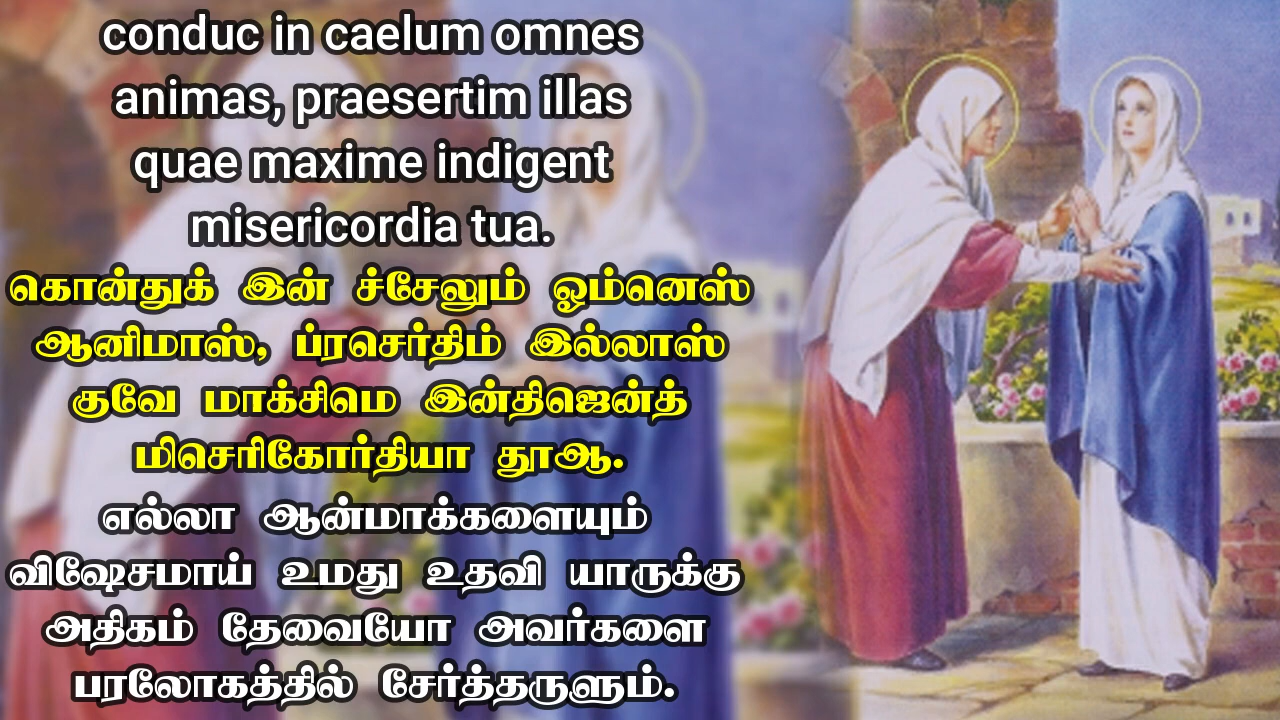 conduc in caelum omnes
animas, praesertim illas
quae maxime indigent
misericordia tua.
கொன்துக் இன் ச்சேலும் ஓம்னெஸ்
ஆனிமாஸ், ப்ரசெர்திம் இல்லாஸ்
குவே மாக்சிமெ இன்திஜென்த்
மிசெரிகோர்தியா தூஆ.
எல்லா ஆன்மாக்களையும்
விஷேசமாய் உமது உதவி யாருக்கு
அதிகம் தேவையோ அவர்களை
பரலோகத்தில் சேர்த்தருளும்.